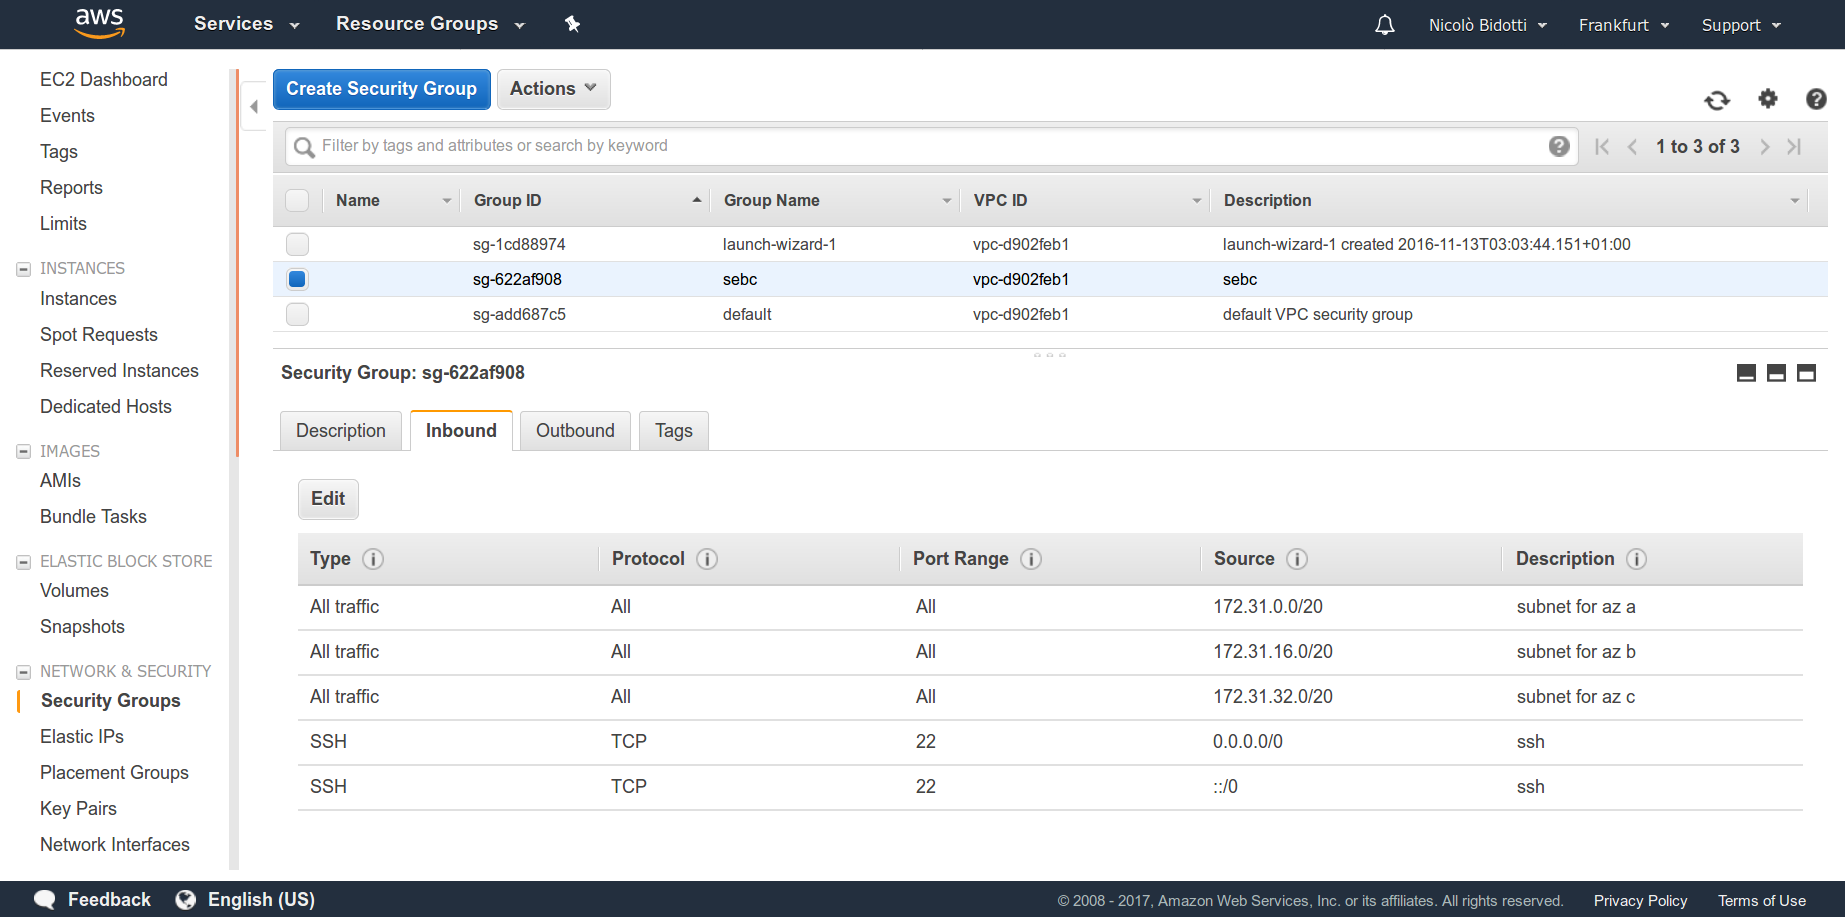 aws Services Resource Groups Nicolò Bidotti Frankfurt Support
EC2 Dashboard
Events
Tags
Reports
Limits
INSTANCES
Instances
Spot Requests
Reserved Instances
Dedicated Hosts
IMAGES
AMIs
Bundle Tasks
ELASTIC BLOCK STORE
Volumes
Snapshots
NETWORK & SECURITY
Security Groups
Elastic IPs
Placement Groups
Key Pairs
Network Interfaces
Create Security Group Actions
Filter by tags and attributes or search by keyword 1 to 3 of 3
Name Group ID Group Name VPC ID Description
sg-1cd88974 launch-wizard-1 vpc-d902feb1 launch-wizard-1 created 2016-11-13T03:03:44.151+01:00
sg-622af908 sebc vpc-d902feb1 sebc
sg-add687c5 default vpc-d902feb1 default VPC security group
Security Group: sg-622af908
Description Inbound Outbound Tags
Edit
Type Protocol Port Range Source Description
All traffic All All 172.31.0.0/20 subnet for az a
All traffic All All 172.31.16.0/20 subnet for az b
All traffic All All 172.31.32.0/20 subnet for az c
SSH TCP 22 0.0.0.0/0 ssh
SSH TCP 22 ::/0 ssh
Feedback English (US) © 2008 - 2017, Amazon Web Services, Inc. or its affiliates. All rights reserved. Privacy Policy Terms of Use